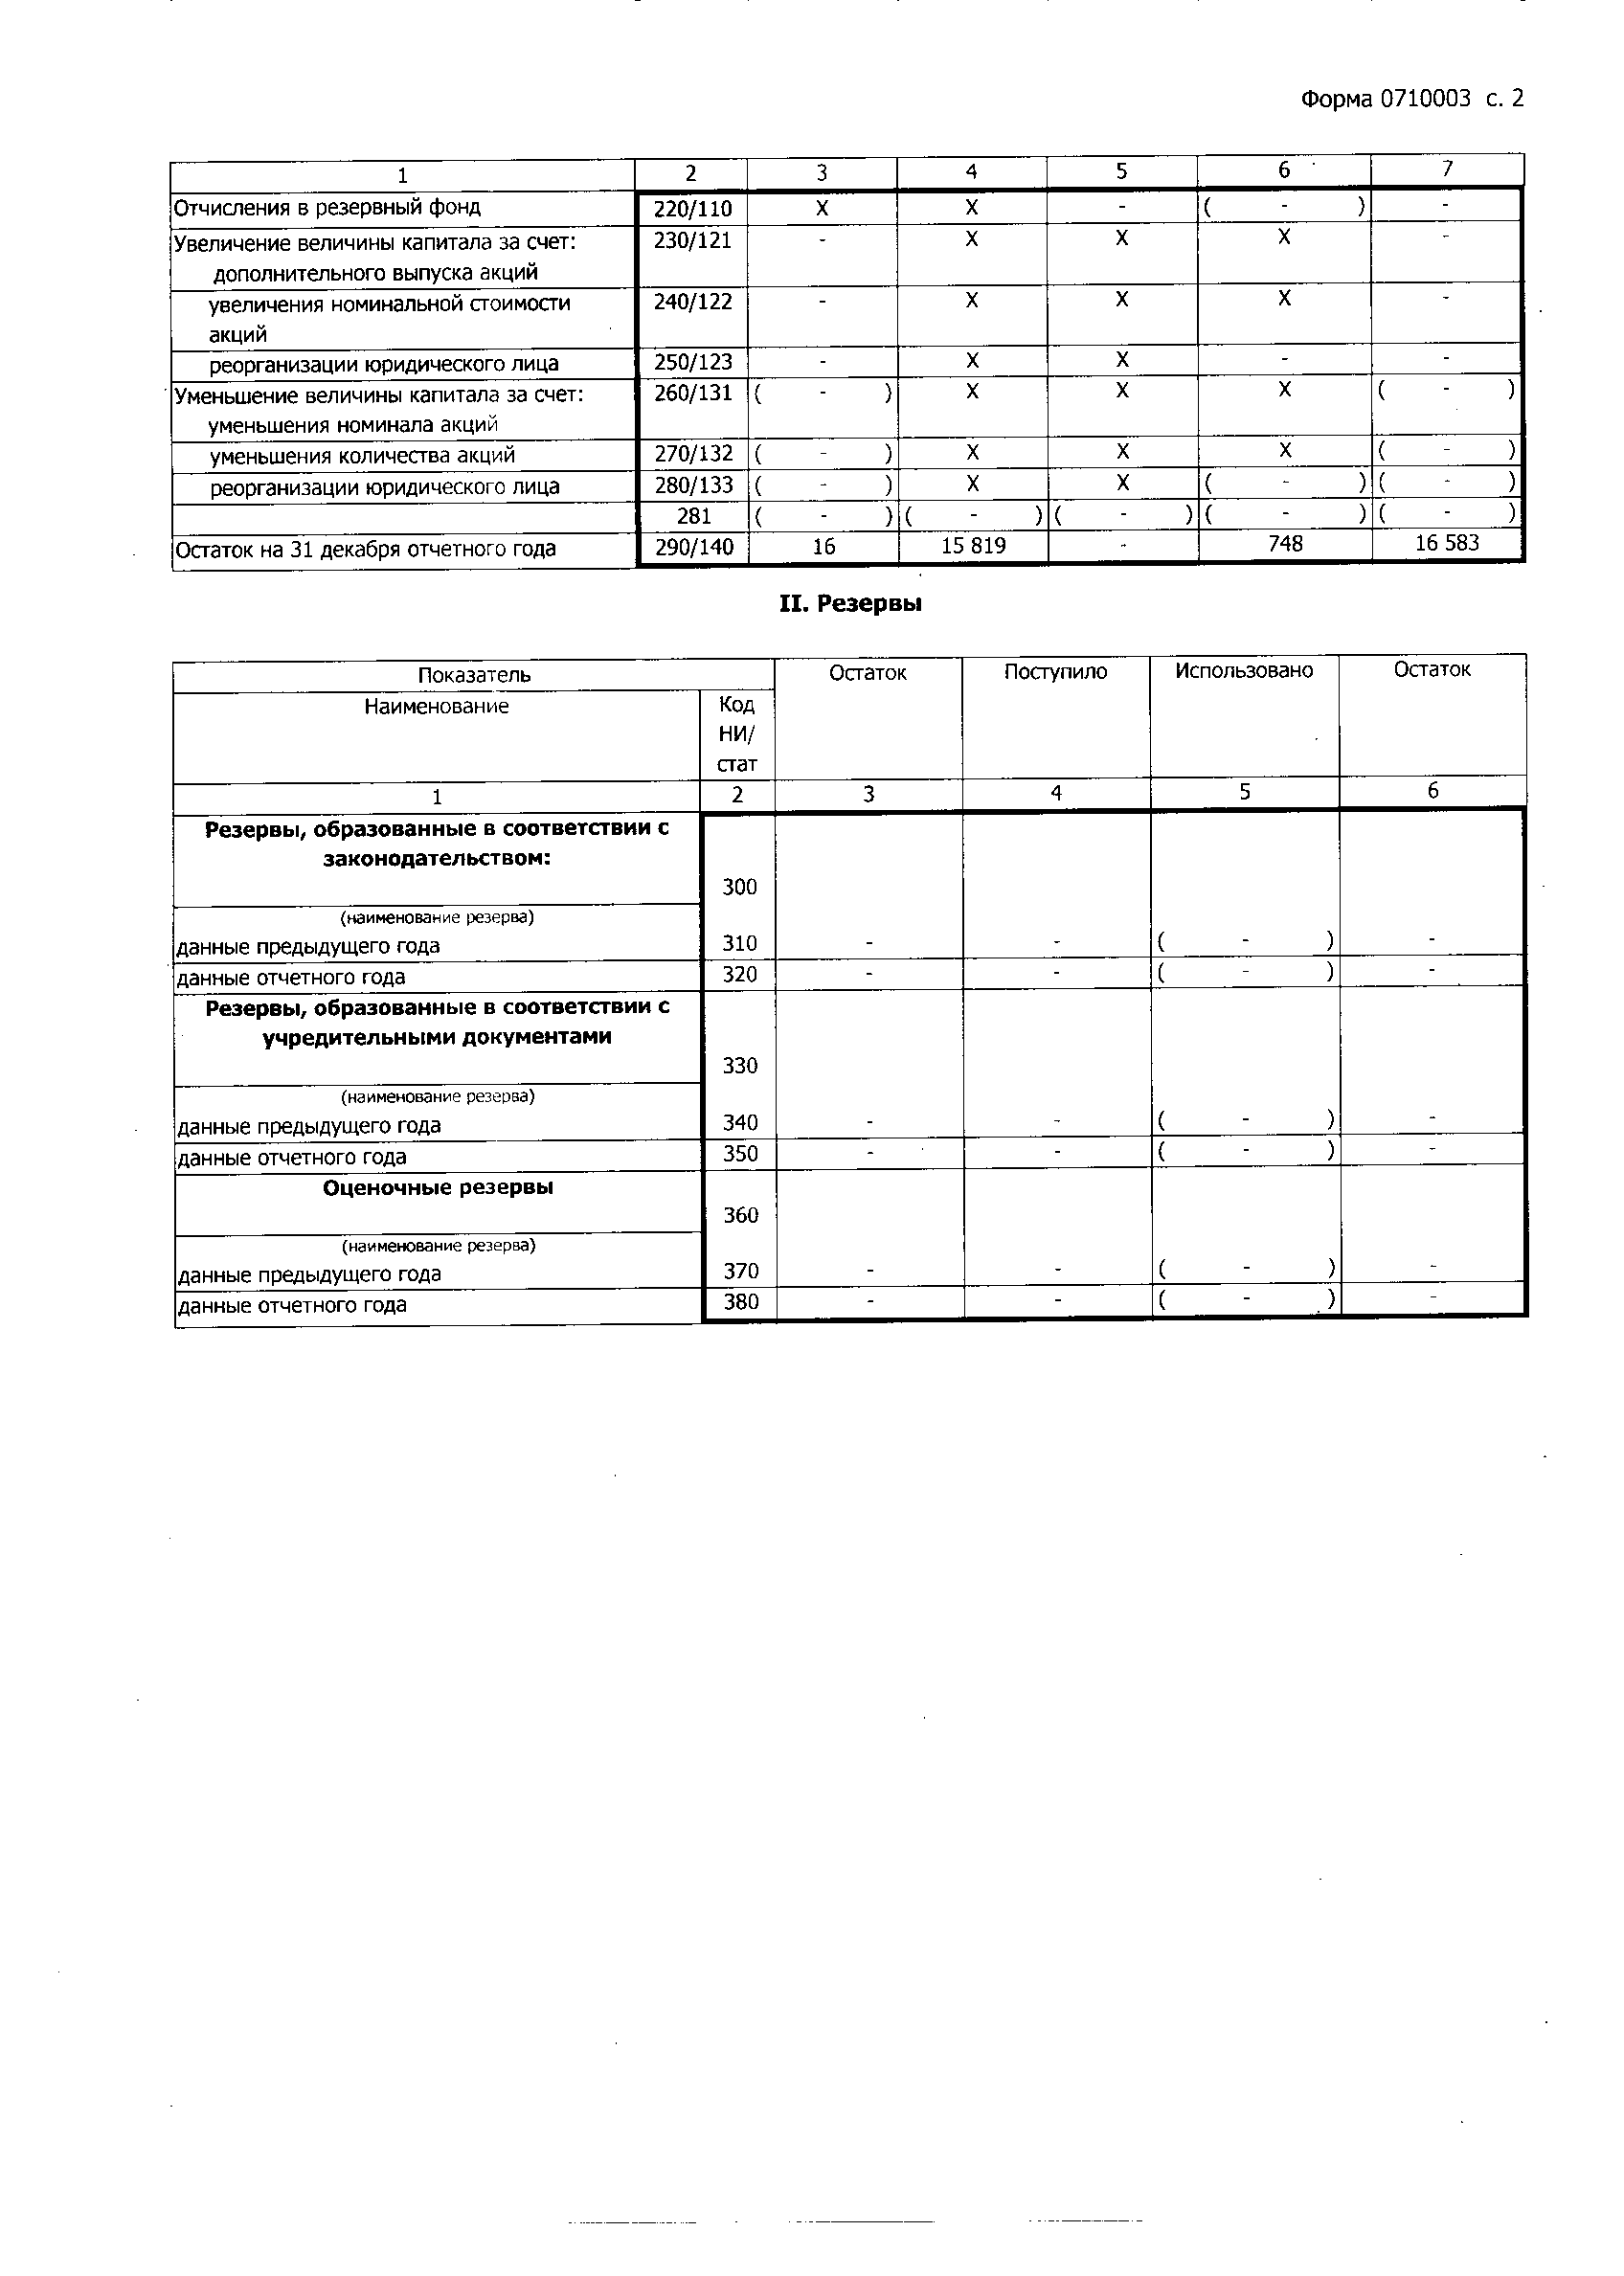 Форма 0710003 с. 2
1 2 3 4 5 6 7
Отчисления в резервный фонд 220/110 X X - ( - ) -
Увеличение величины капитала за счет: 230/121 - X X X -
дополнительного выпуска акций
увеличения номинальной стоимости 240/122 - X X X -
акций
реорганизации юридического лица 250/123 - X X - -
Уменьшение величины капитала за счет: 260/131 ( - ) X X X ( - )
уменьшения номинала акций
уменьшения количества акций 270/132 ( - ) X X X ( - )
реорганизации юридического лица 280/133 ( - ) X X ( - ) ( - )
281 ( - ) ( - ) ( - ) ( - ) ( - )
Остаток на 31 декабря отчетного года 290/140 16 15 819 - 748 16 583
II. Резервы
Показатель Остаток Поступило Использовано Остаток
Наименование Код
НИ/
стат
1 2 3 4 5 6
Резервы, образованные в соответствии с
законодательством:
300
(наименование резерва)
данные предыдущего года 310 - - ( - ) -
данные отчетного года 320 - - ( - ) -
Резервы, образованные в соответствии с
учредительными документами
330
(наименование резерва)
данные предыдущего года 340 - - ( - ) -
данные отчетного года 350 - - ( - ) -
Оценочные резервы
360
(наименование резерва)
данные предыдущего года 370 - - ( - ) -
данные отчетного года 380 - - ( - ) -